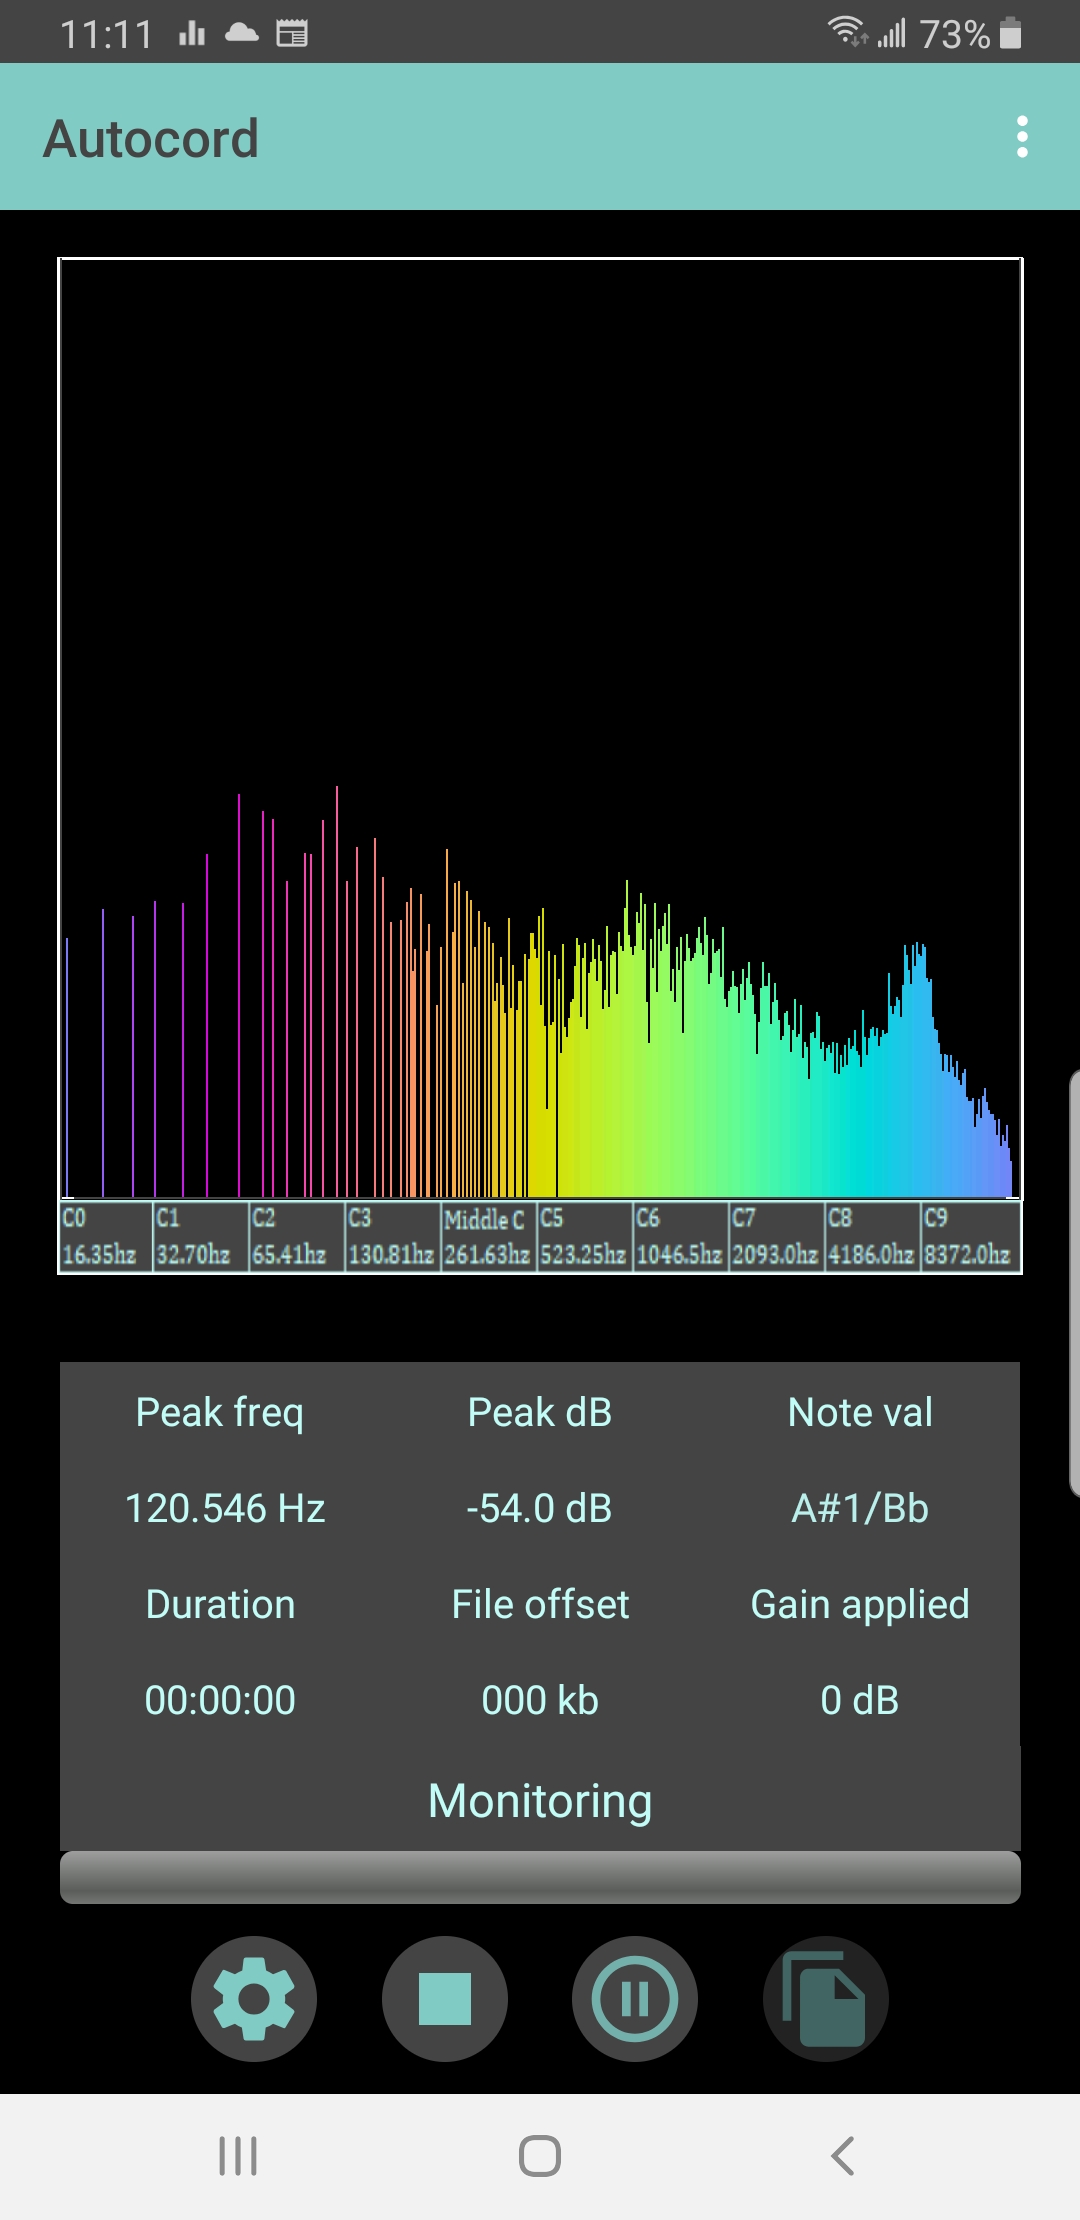 11:11 73%
Autocord
C0 C1 C2 C3 Middle C C5 C6 C7 C8 C9
16.35hz 32.70hz 65.41hz 130.81hz 261.63hz 523.25hz 1046.5hz 2093.0hz 4186.0hz 8372.0hz
Peak freq Peak dB Note val
120.546 Hz -54.0 dB A#1/Bb
Duration File offset Gain applied
00:00:00 000 kb 0 dB
Monitoring